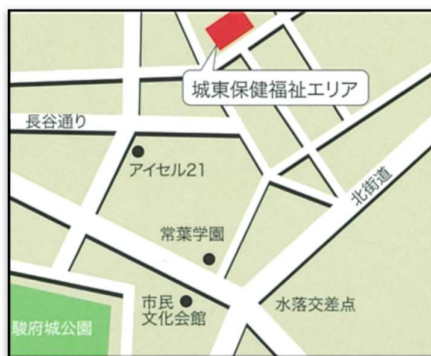 城東保健福祉エリア
長谷通り
アイセル21
北街道
常葉学園
市民
文化会館
水落交差点
駿府城公園